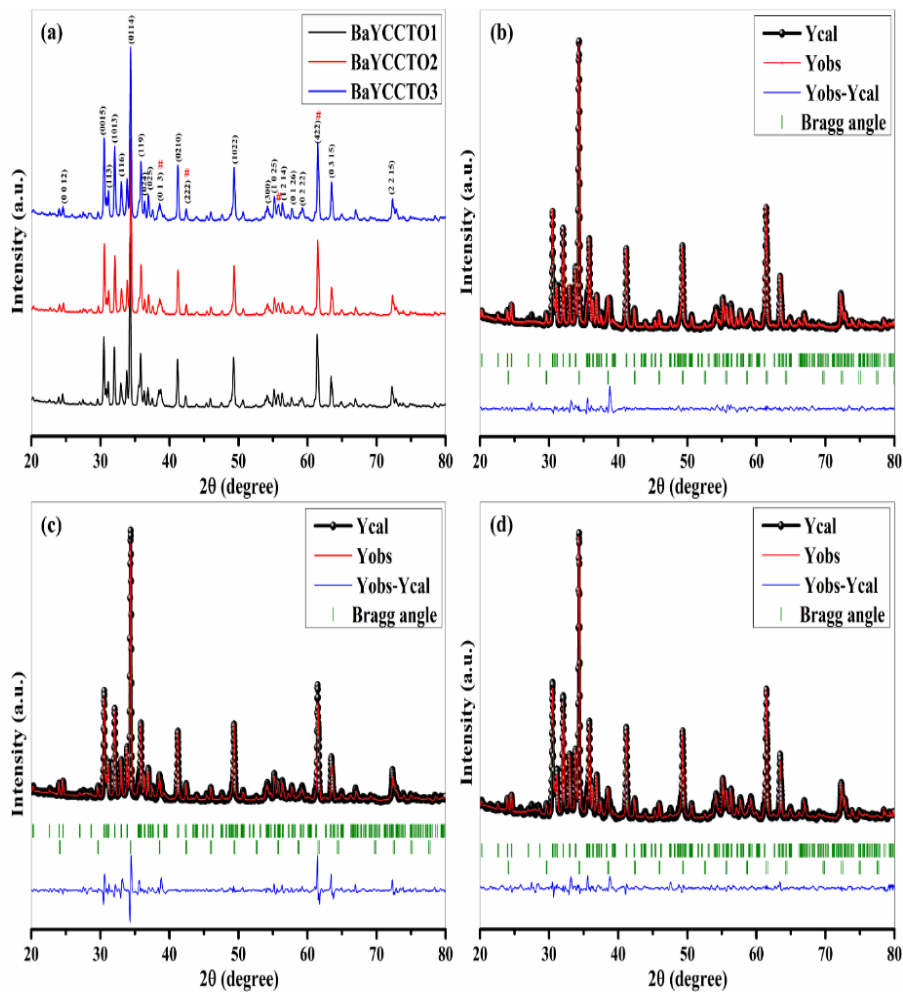 (a)
BaYCCTO1
BaYCCTO2
BaYCCTO3
(0 0 12)
(0015)
(113)
(1013)
(116)
(0114)
(119)
(024)
(025)
(0 1 3) #
(0210)
(222) #
(1022)
(300)
(1 0 25)
#
(1 2 14)
(0 1 26)
(0 2 22)
(422) #
(0 3 15)
(2 2 15)
Intensity (a.u.)
20 30 40 50 60 70 80
2θ (degree)
(b)
Ycal
Yobs
Yobs-Ycal
Bragg angle
Intensity (a.u.)
20 30 40 50 60 70 80
2θ (degree)
(c)
Ycal
Yobs
Yobs-Ycal
Bragg angle
Intensity (a.u.)
20 30 40 50 60 70 80
2θ (degree)
(d)
Ycal
Yobs
Yobs-Ycal
Bragg angle
Intensity (a.u.)
20 30 40 50 60 70 80
2θ (degree)